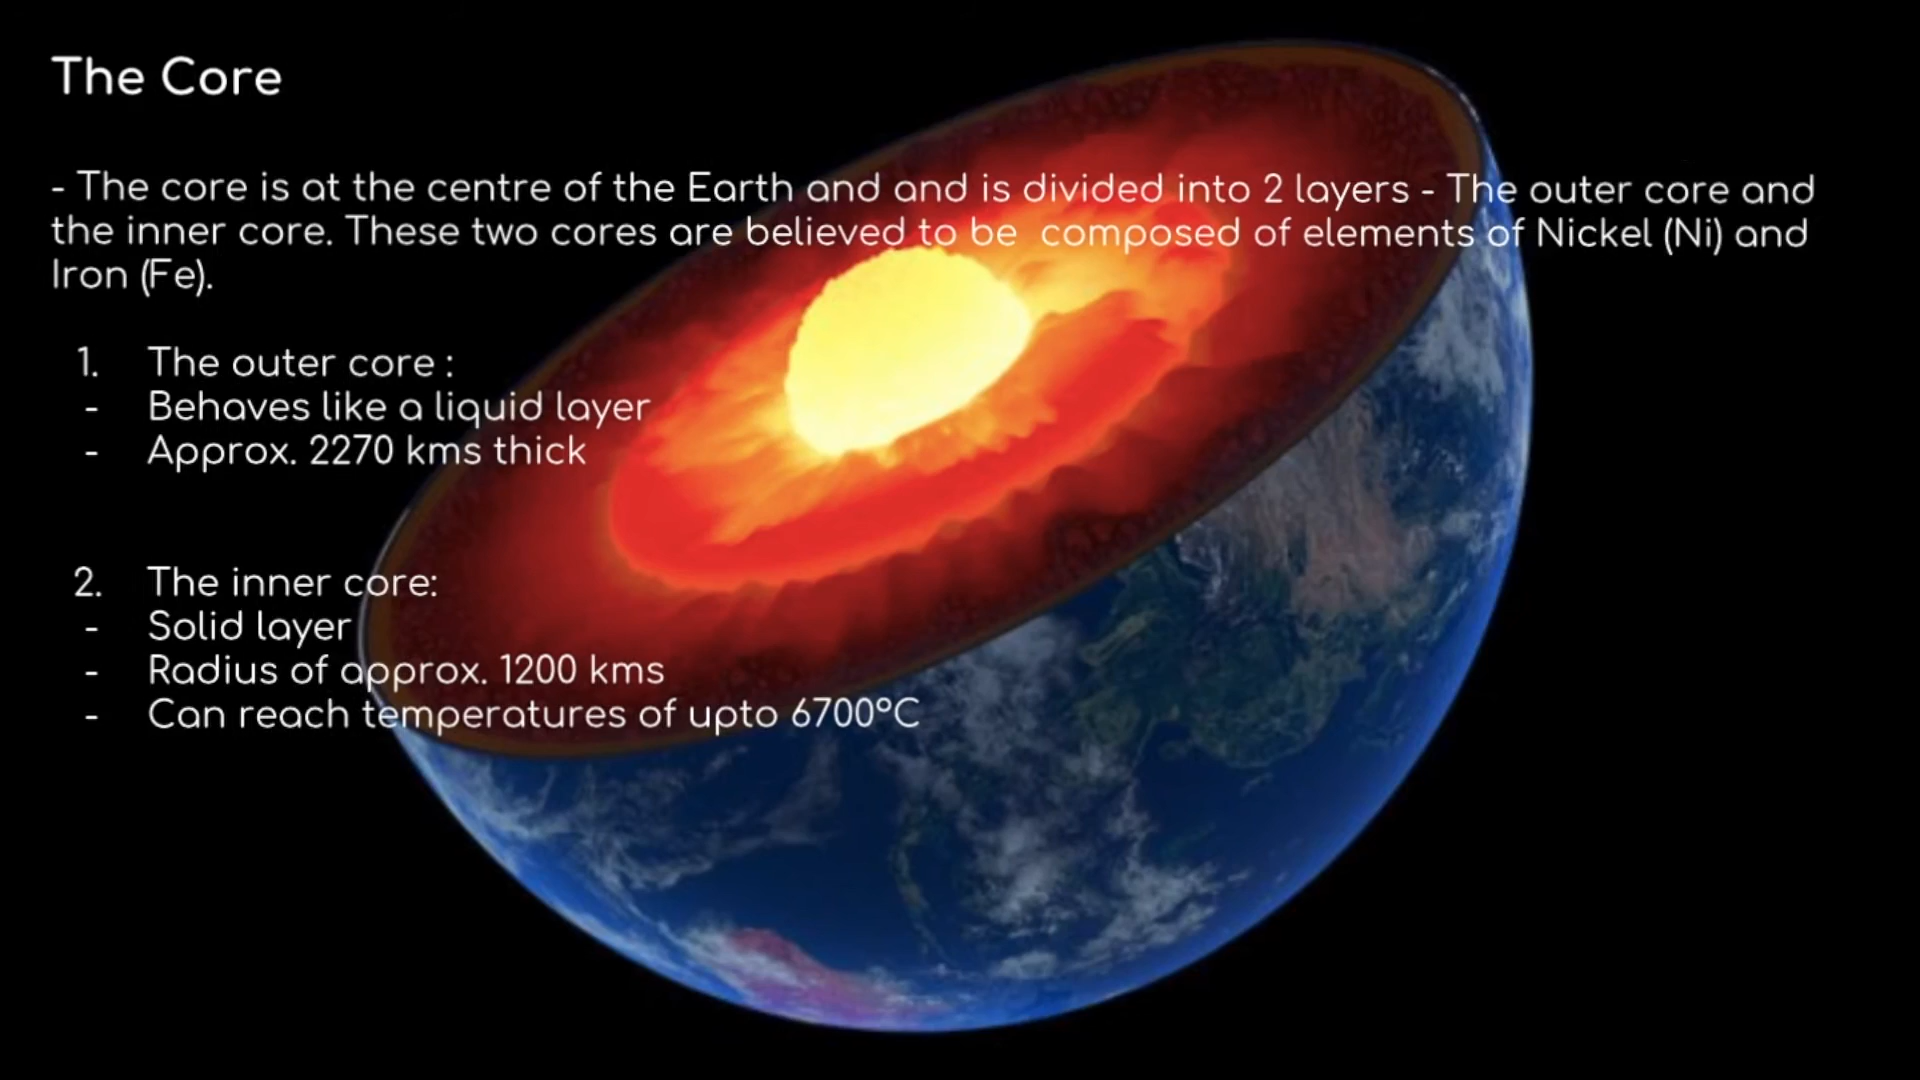 The Core
- The core is at the centre of the Earth and and is divided into 2 layers - The outer core and
the inner core. These two cores are believed to be  composed of elements of Nickel (Ni) and
Iron (Fe).
1. The outer core :
- Behaves like a liquid layer
- Approx. 2270 kms thick
2. The inner core:
- Solid layer
- Radius of approx. 1200 kms
- Can reach temperatures of upto 6700°C